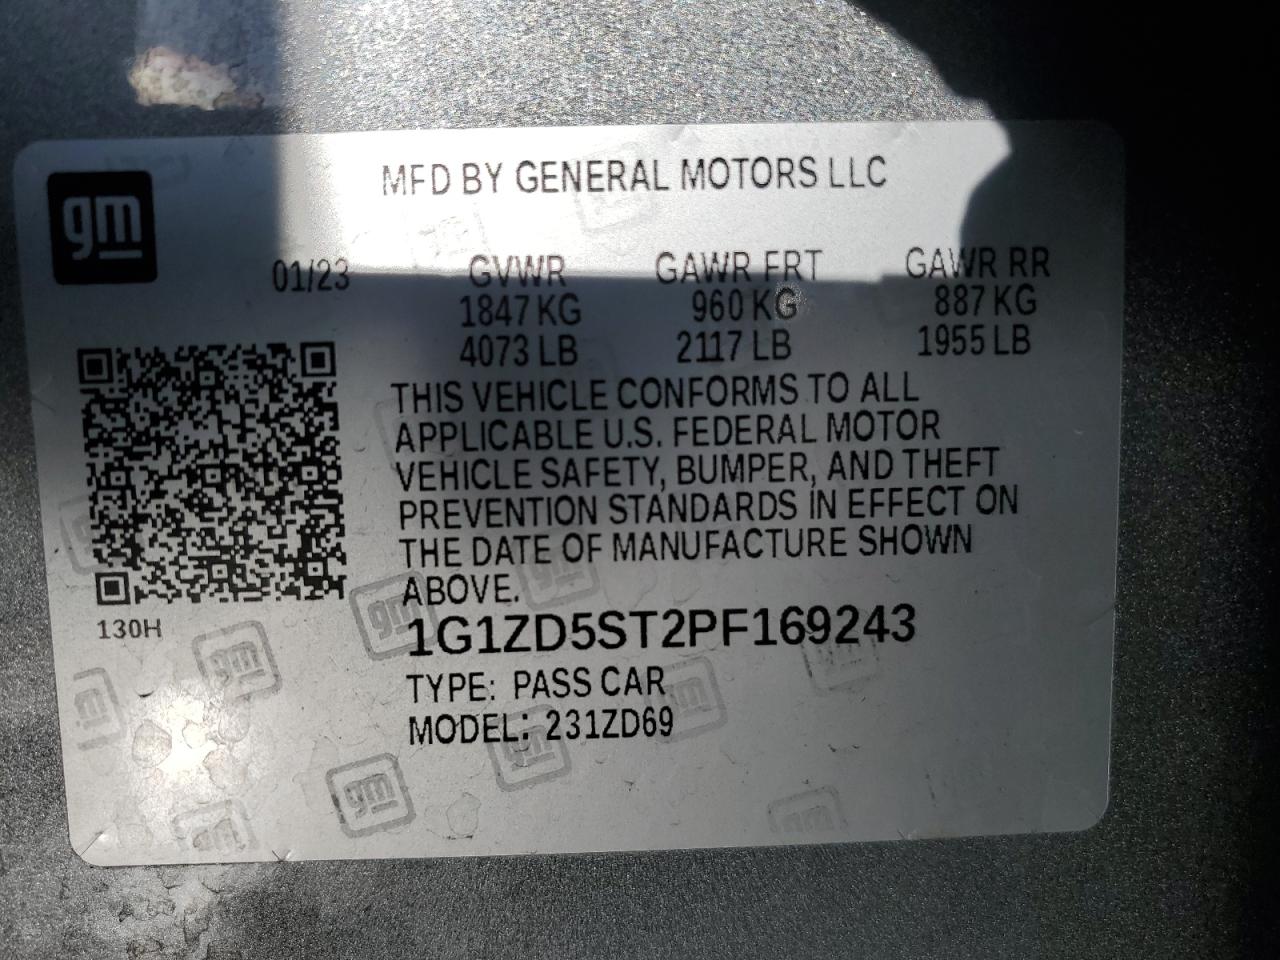 gm
MFD BY GENERAL MOTORS LLC
01/23 GVWR GAWR FRT GAWR RR
1847 KG 960 KG 887 KG
4073 LB 2117 LB 1955 LB
THIS VEHICLE CONFORMS TO ALL
APPLICABLE U.S. FEDERAL MOTOR
VEHICLE SAFETY, BUMPER, AND THEFT
PREVENTION STANDARDS IN EFFECT ON
THE DATE OF MANUFACTURE SHOWN
ABOVE.
130H
1G1ZD5ST2PF169243
TYPE: PASS CAR
MODEL: 231ZD69